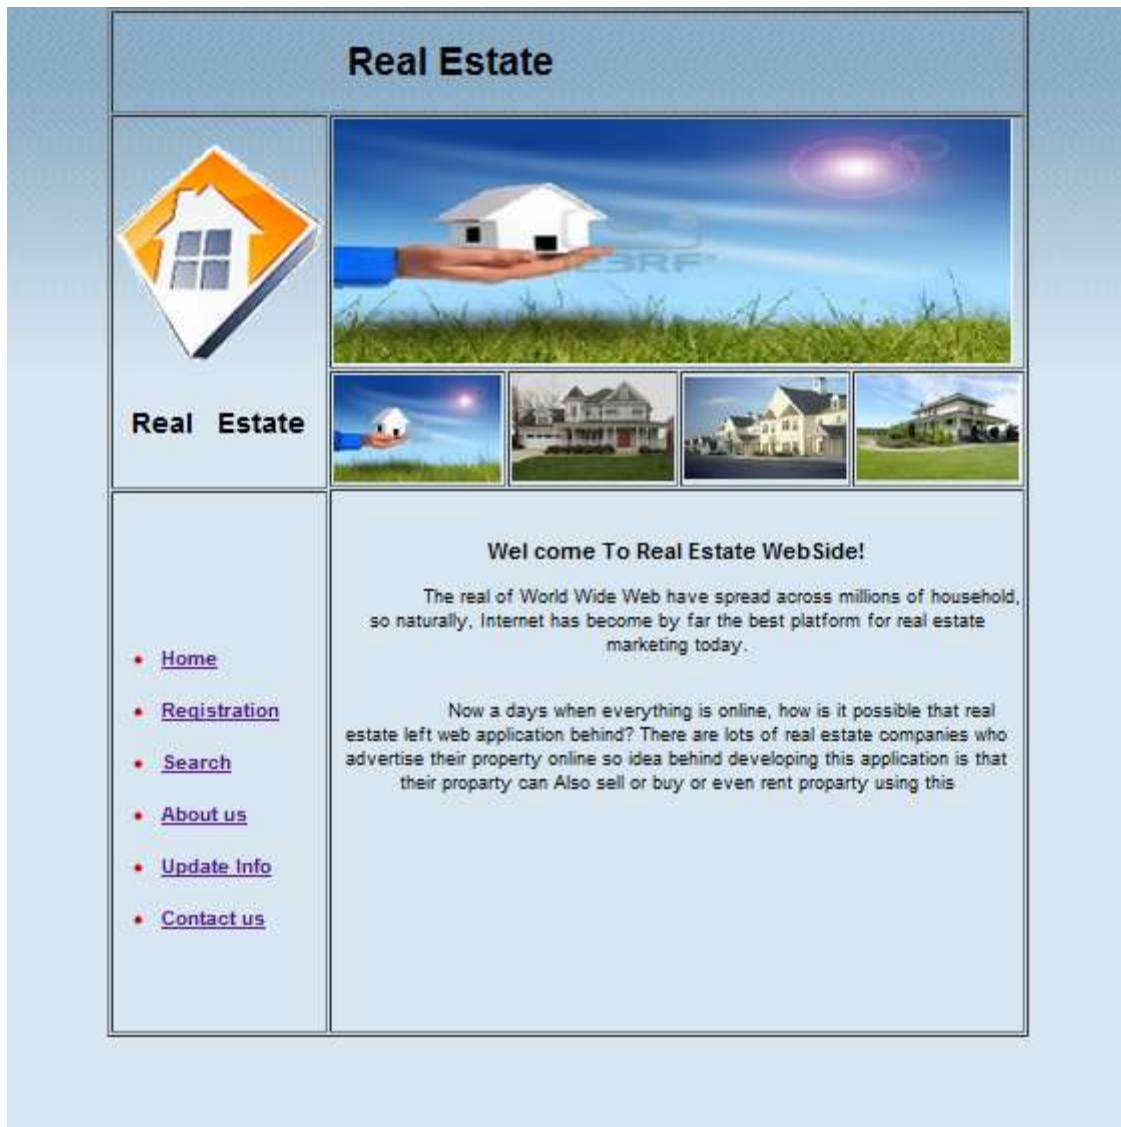 Real Estate
Real Estate
Wel come To Real Estate WebSide!
The real of World Wide Web have spread across millions of household,
so naturally, Internet has become by far the best platform for real estate
marketing today.
Now a days when everything is online, how is it possible that real
estate left web application behind? There are lots of real estate companies who
advertise their property online so idea behind developing this application is that
their proparty can Also sell or buy or even rent proparty using this
Home
Registration
Search
About us
Update Info
Contact us